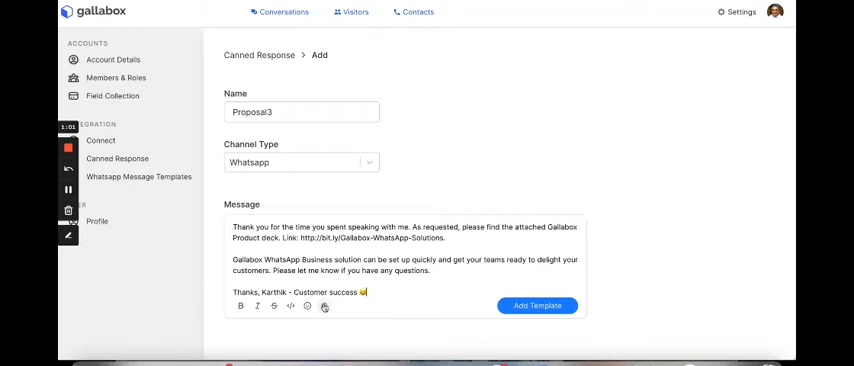 gallabox
Conversations
Visitors
Contacts
Settings
ACCOUNTS
Account Details
Members & Roles
Field Collection
1:01
EGRATION
Connect
Canned Response
Whatsapp Message Templates
ER
Profile
Canned Response > Add
Name
Proposal3
Channel Type
Whatsapp
Message
Thank you for the time you spent speaking with me. As requested, please find the attached Gallabox
Product deck. Link: http://bit.ly/Gallabox-WhatsApp-Solutions.
Gallabox WhatsApp Business solution can be set up quickly and get your teams ready to delight your
customers. Please let me know if you have any questions.
Thanks, Karthik - Customer success 😄
B I S </>
Add Template